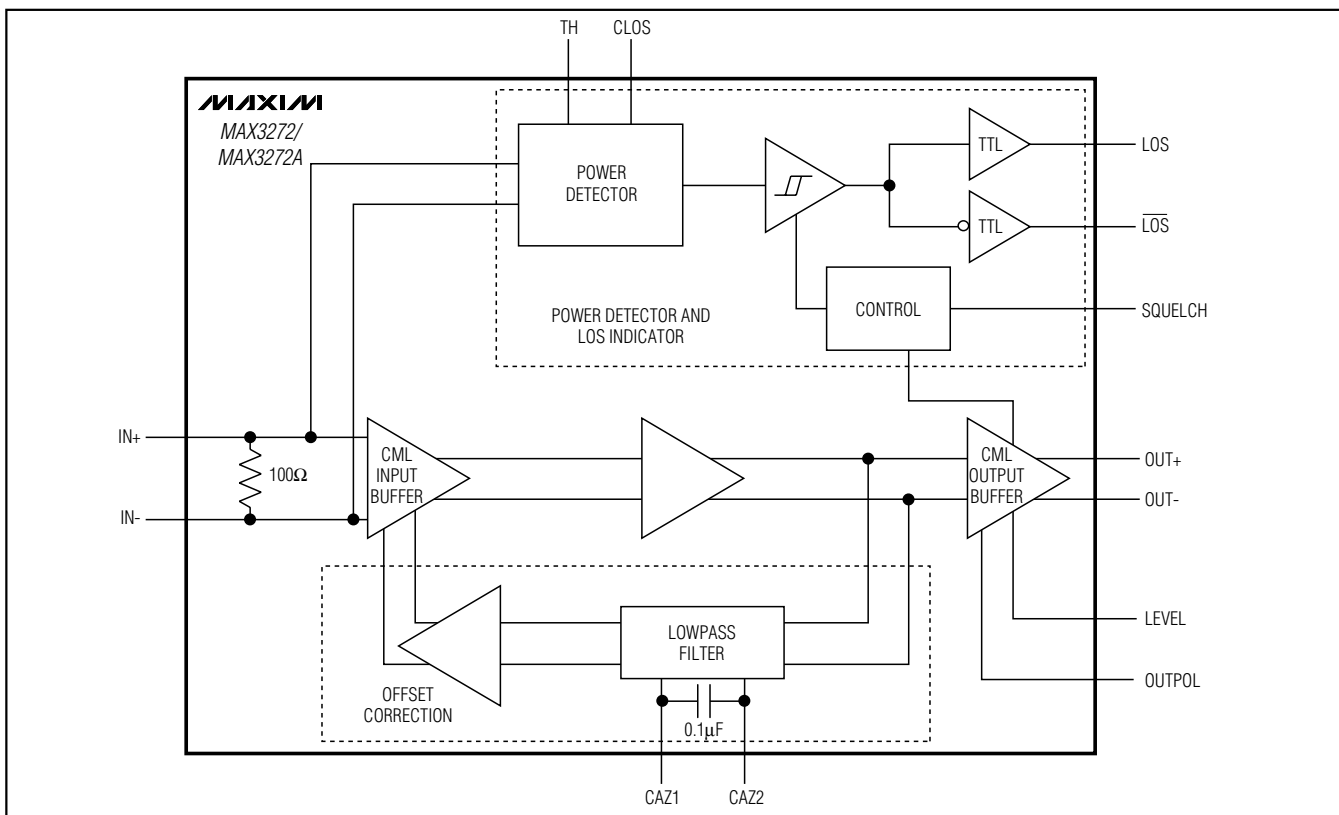 TH CLOS
MAXIM
MAX3272/
MAX3272A
POWER
DETECTOR
TTL
LOS
TTL
LOS
CONTROL
SQUELCH
POWER DETECTOR AND
LOS INDICATOR
IN+
100Ω
IN-
CML
INPUT
BUFFER
CML
OUTPUT
BUFFER
OUT+
OUT-
LOWPASS
FILTER
OFFSET
CORRECTION
0.1µF
LEVEL
OUTPOL
CAZ1 CAZ2